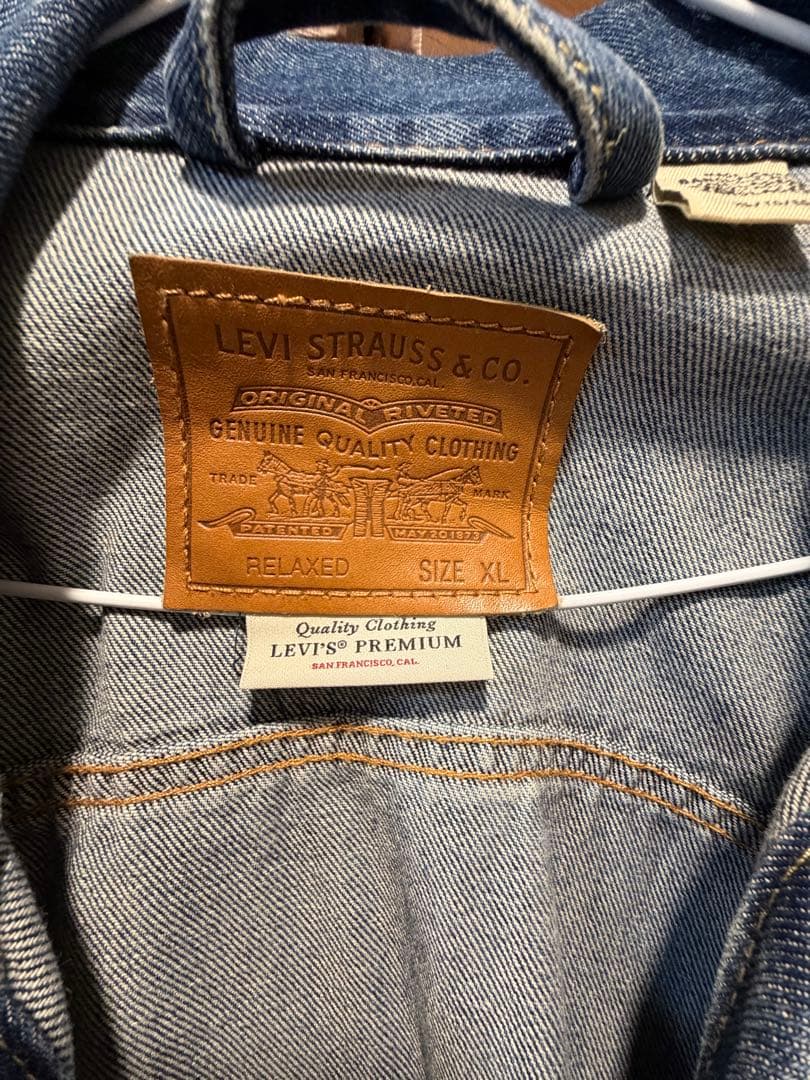 LEVI STRAUSS & CO.
SAN FRANCISCO, CAL.
ORIGINAL RIVETED
GENUINE QUALITY CLOTHING
TRADE MARK
PATENTED MAY 20 1873
RELAXED SIZE XL
Quality Clothing
LEVI'S® PREMIUM
SAN FRANCISCO, CAL.